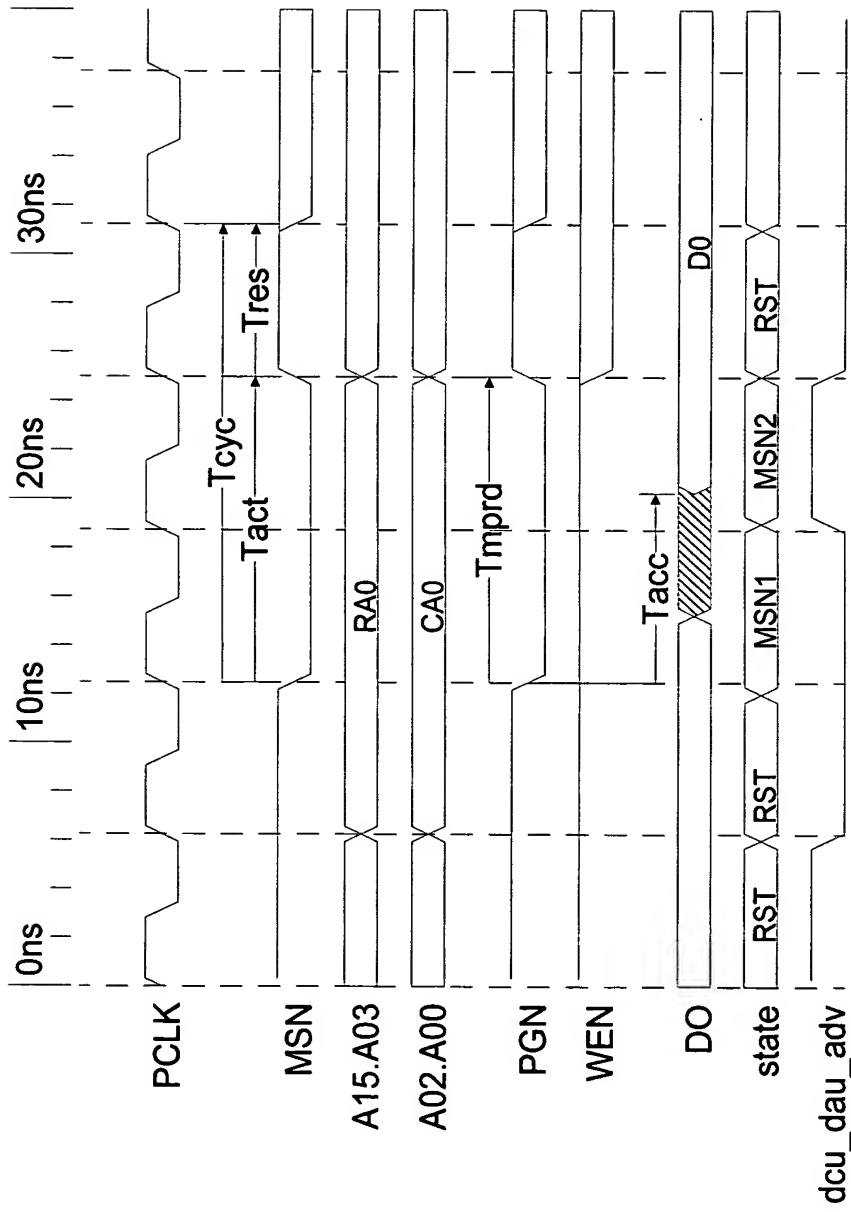 0ns
10ns
20ns
30ns
PCLK
Tcyc
Tact
Tres
MSN
A15.A03
RA0
A02.A00
CA0
PGN
Tmprd
WEN
Tacc
DO
D0
state
RST
RST
MSN1
MSN2
RST
dcu_dau_adv